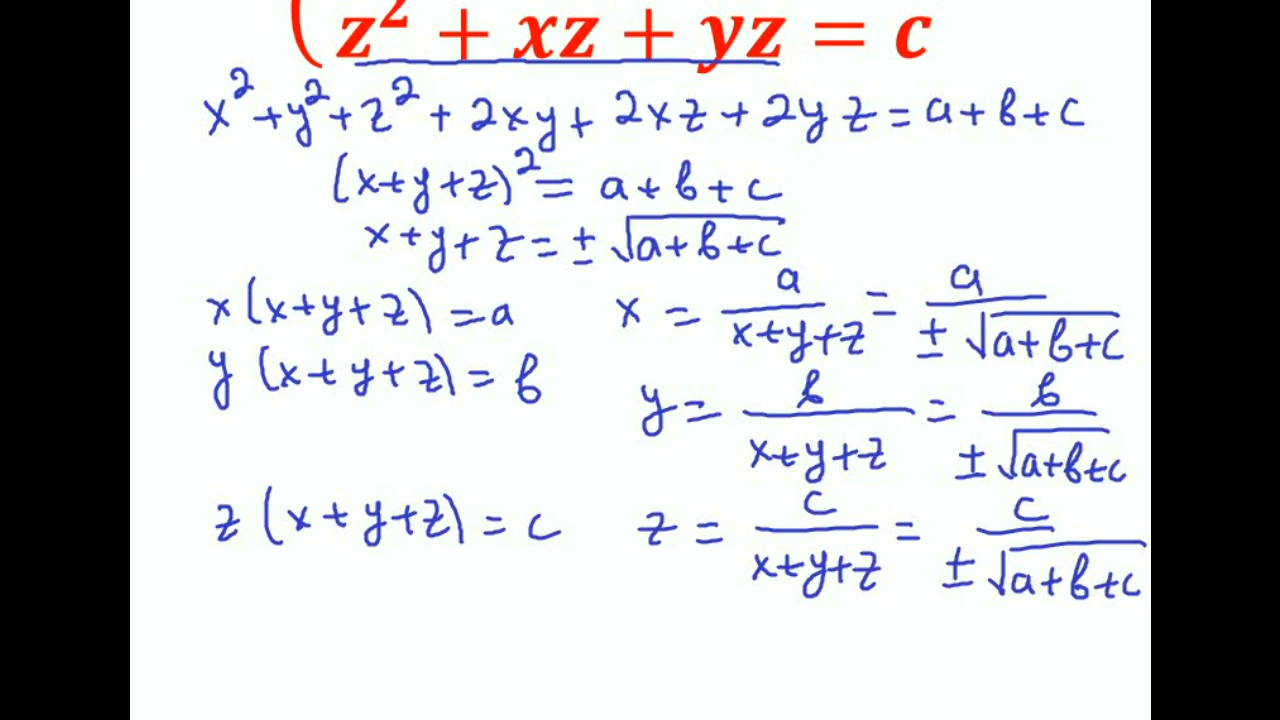 z² + xz + yz = c
x² + y² + z² + 2xy + 2xz + 2yz = a + b + c
(x+y+z)² = a + b + c
x + y + z = ± √(a+b+c)
x(x+y+z) = a    x = a/(x+y+z) = a/(± √(a+b+c))
y(x+y+z) = b    y = b/(x+y+z) = b/(± √(a+b+c))
z(x+y+z) = c    z = c/(x+y+z) = c/(± √(a+b+c))